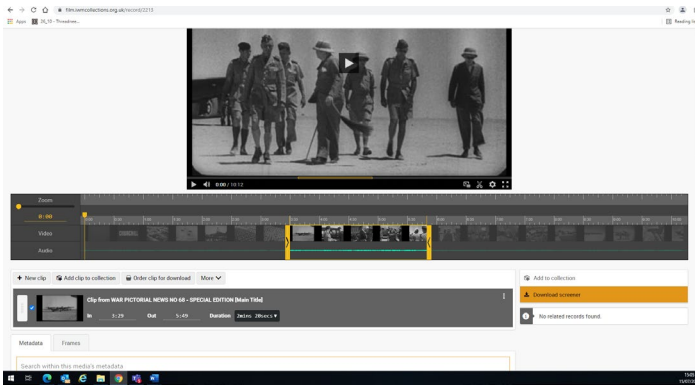 film.iwmcollections.org.uk/record/2213
Apps
Reading list
0:00 / 10:12
Zoom
0:00
Video
Audio
+ New clip
Add clip to collection
Order clip for download
More
Add to collection
Download screener
No related records found.
Clip from WAR PICTORIAL NEWS NO 68 - SPECIAL EDITION [Main Title]
In 3:29 Out 5:49 Duration 2mins 20secs
Metadata Frames
Search within this media's metadata